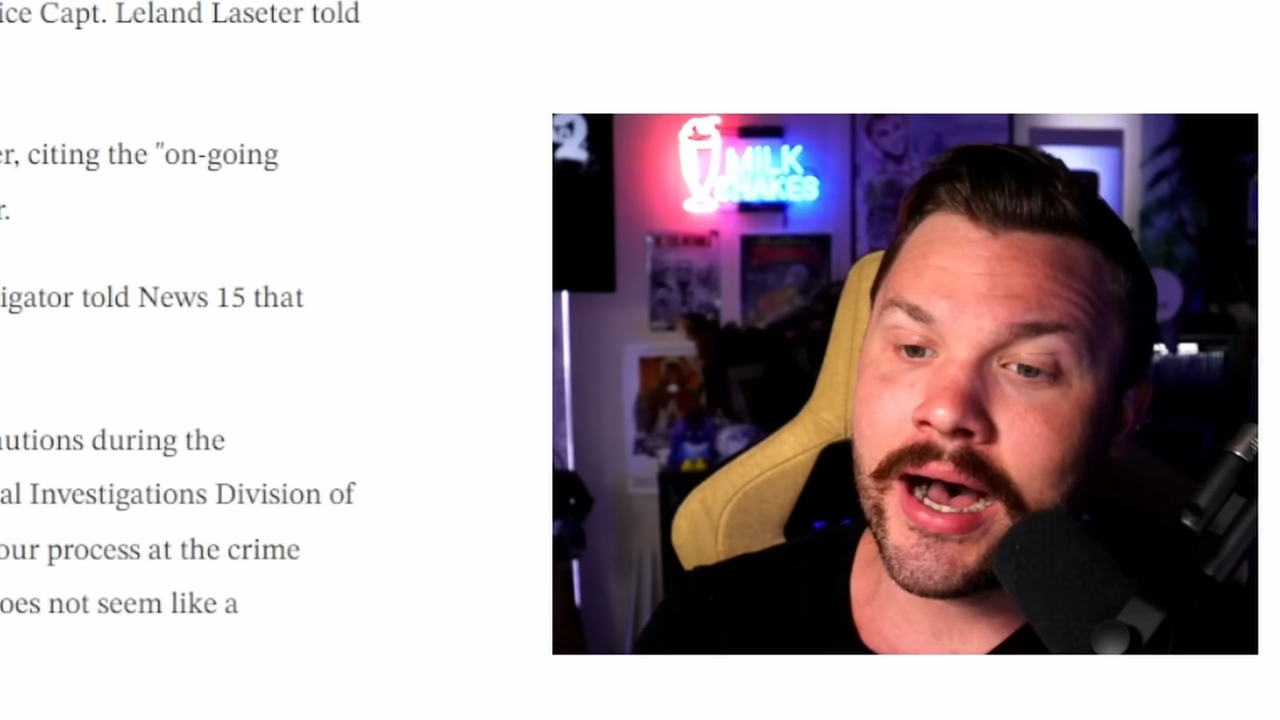 ice Capt. Leland Laseter told
er, citing the "on-going
r.
igator told News 15 that
autions during the
al Investigations Division of
our process at the crime
oes not seem like a
MILK
SHAKES